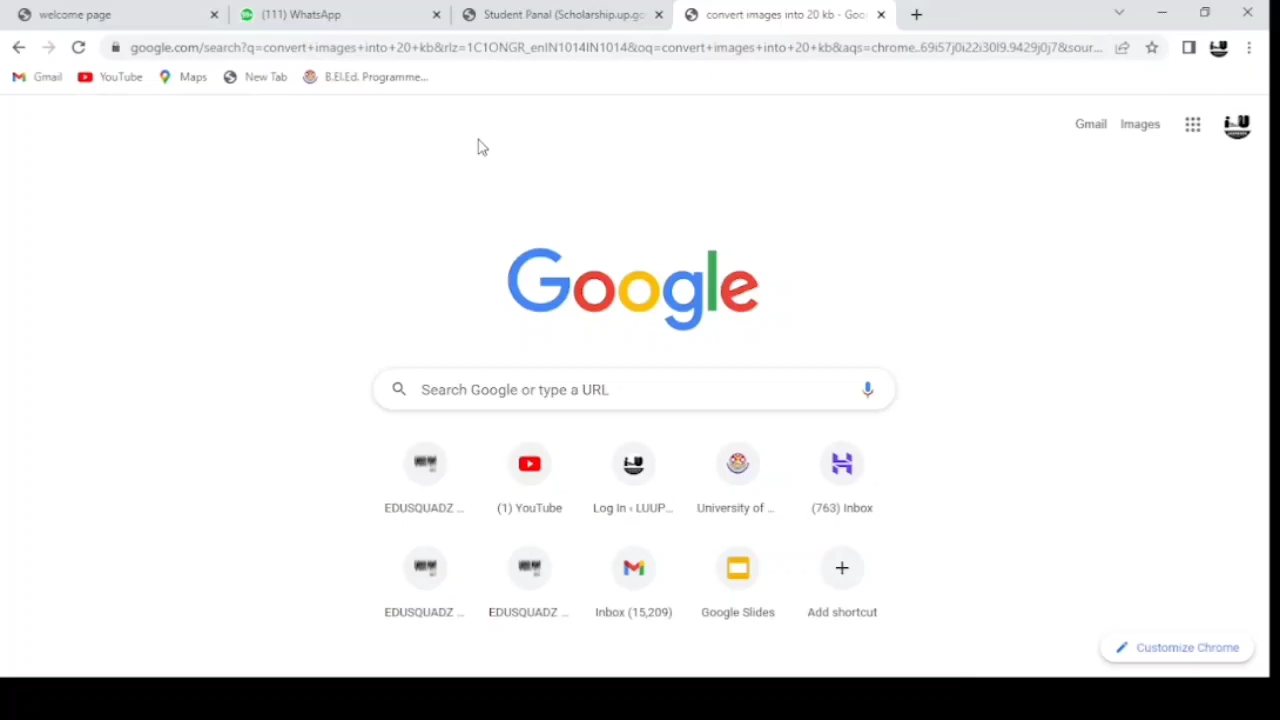 welcome page
99+ (111) WhatsApp
Student Panal (Scholarship.up.go
convert images into 20 kb - Goo
google.com/search?q=convert+images+into+20+kb&rlz=1C1ONGR_enIN1014IN1014&oq=convert+images+into+20+kb&aqs=chrome..69i57j0i22i30l9.9429j0j7&sour...
Gmail YouTube Maps New Tab B.El.Ed. Programme...
Gmail Images
Google
Search Google or type a URL
EDUSQUADZ ... (1) YouTube Log In ‹ LUUP... University of ... (763) Inbox
EDUSQUADZ ... EDUSQUADZ ... Inbox (15,209) Google Slides Add shortcut
Customize Chrome